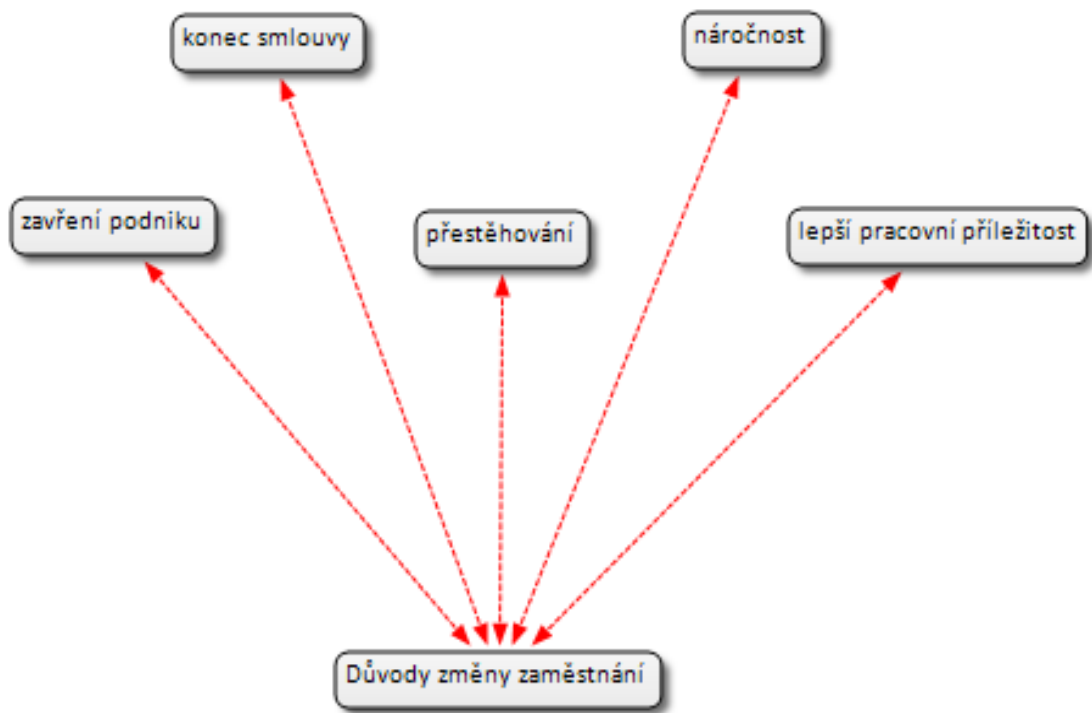 konec smlouvy
náročnost
zavření podniku
přestěhování
lepší pracovní příležitost
Důvody změny zaměstnání